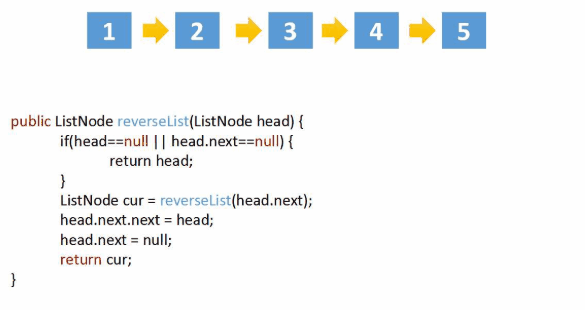 1 2 3 4 5
public ListNode reverseList(ListNode head) {
if(head==null || head.next==null) {
return head;
}
ListNode cur = reverseList(head.next);
head.next.next = head;
head.next = null;
return cur;
}